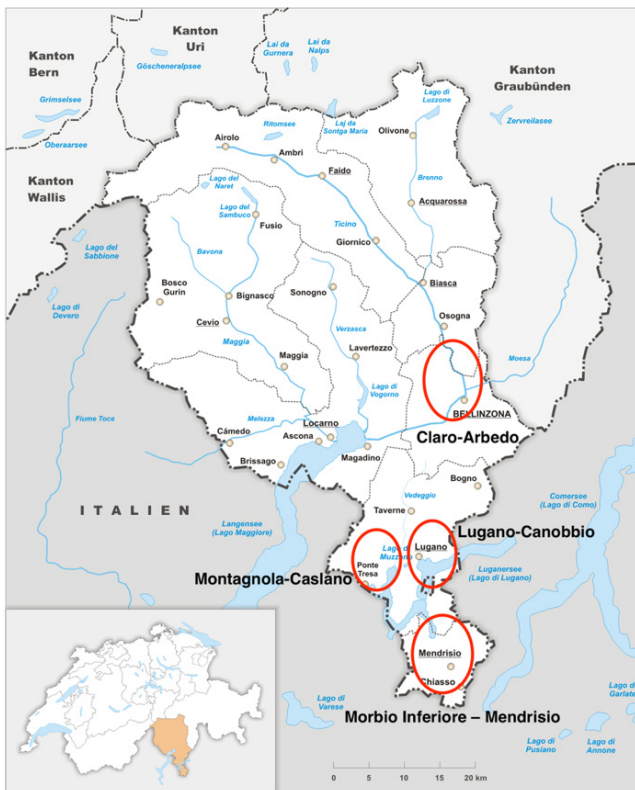 Kanton
Uri
Kanton
Bern
Göscheneralpsee
Lai da
Gurnera
Lai da
Nalps
Kanton
Graubünden
Grimselsee
Oberaarsee
Lago di
Luzzone
Zervreilasee
Ritomsee
Laj da
Sontga Maria
Olivone
Airolo
Ambri
Faido
Brenno
Kanton
Wallis
Lago del
Naret
Acquarossa
Lago del
Sambuco
Fusio
Ticino
Giornico
Lago del
Sabbione
Bavona
Bosco
Gurin
Sonogno
Biasca
Bignasco
Lago di
Devero
Osogna
Cevio
Verzasca
Maggia
Lavertezzo
Moesa
Maggia
Lago di
Vogorno
BELLINZONA
Fiume Toce
Melezza
Locarno
Cámedo
Ascona
Claro-Arbedo
Magadino
Brissago
Bogno
Vedeggio
ITALIEN
Comersee
(Lago di Como)
Taverne
Langensee
(Lago Maggiore)
Lugano-Canobbio
Lago di
Muzzano
Lugano
Ponte
Tresa
Luganersee
(Lago di Lugano)
Montagnola-Caslano
Mendrisio
Chiasso
Lago di
Varese
Morbio Inferiore – Mendrisio
Lago di
Garlate
Lago di
Pusiano
Lago di
Annone
0 5 10 15 20 km